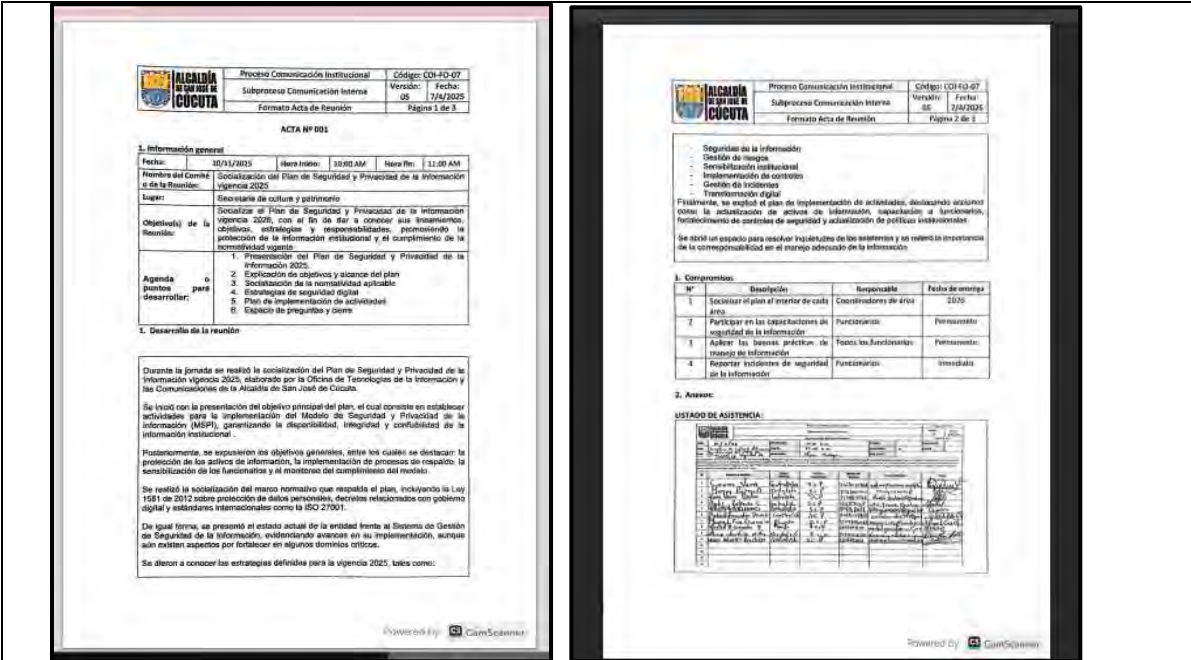 ALCALDÍA
DE SAN JOSÉ DE
CÚCUTA
Proceso Comunicación Institucional
Código: COI-FO-07
Subproceso Comunicación Interna
Versión: 05
Fecha: 7/4/2025
Formato Acta de Reunión
Página 1 de 3
ACTA Nº 001
1. Información general
Fecha: 10/11/2025 Hora Inicio: 10:00 AM Hora fin: 11:00 AM
Nombre del Comité o de la Reunión:
Socialización del Plan de Seguridad y Privacidad de la Información
vigencia 2025
Lugar: Secretaria de cultura y patrimonio
Objetivo(s) de la Reunión:
Socializar el Plan de Seguridad y Privacidad de la Información
vigencia 2025, con el fin de dar a conocer sus lineamientos,
objetivos, estrategias y responsabilidades, promoviendo la
protección de la información institucional y el cumplimiento de la
normatividad vigente
Agenda o puntos para desarrollar:
1. Presentación del Plan de Seguridad y Privacidad de la
Información 2025.
2. Explicación de objetivos y alcance del plan
3. Socialización de la normatividad aplicable
4. Estrategias de seguridad digital
5. Plan de implementación de actividades
6. Espacio de preguntas y cierre
1. Desarrollo de la reunión
Durante la jornada se realizó la socialización del Plan de Seguridad y Privacidad de la
Información vigencia 2025, elaborado por la Oficina de Tecnologías de la Información y
las Comunicaciones de la Alcaldía de San José de Cúcuta.
Se inició con la presentación del objetivo principal del plan, el cual consiste en establecer
actividades para la implementación del Modelo de Seguridad y Privacidad de la
Información (MSPI), garantizando la disponibilidad, integridad y confiabilidad de la
información institucional .
Posteriormente, se expusieron los objetivos generales, entre los cuales se destacan: la
protección de los activos de información, la implementación de procesos de respaldo, la
sensibilización de los funcionarios y el monitoreo del cumplimiento del modelo.
Se realizó la socialización del marco normativo que respalda el plan, incluyendo la Ley
1581 de 2012 sobre protección de datos personales, decretos relacionados con gobierno
digital y estándares internacionales como la ISO 27001.
De igual forma, se presentó el estado actual de la entidad frente al Sistema de Gestión
de Seguridad de la Información, evidenciando avances en su implementación, aunque
aún existen aspectos por fortalecer en algunos dominios críticos.
Se dieron a conocer las estrategias definidas para la vigencia 2025, tales como:
Powered by CS CamScanner
ALCALDÍA
DE SAN JOSÉ DE
CÚCUTA
Proceso Comunicación Institucional
Código: COI-FO-07
Subproceso Comunicación Interna
Versión: 05
Fecha: 7/4/2025
Formato Acta de Reunión
Página 2 de 3
- Seguridad de la información
- Gestión de riesgos
- Sensibilización institucional
- Implementación de controles
- Gestión de incidentes
- Transformación digital
Finalmente, se explicó el plan de implementación de actividades, destacando acciones
como la actualización de activos de información, capacitación a funcionarios,
fortalecimiento de controles de seguridad y actualización de políticas institucionales
Se abrió un espacio para resolver inquietudes de los asistentes y se reiteró la importancia
de la corresponsabilidad en el manejo adecuado de la información
1. Compromisos
Nº Descripción Responsable Fecha de entrega
1 Socializar el plan al interior de cada área Coordinadores de área 2026
2 Participar en las capacitaciones de seguridad de la información Funcionarios Permanente
3 Aplicar las buenas prácticas de manejo de información Todos los funcionarios Permanente
4 Reportar incidentes de seguridad de la información Funcionarios Inmediato
2. Anexos:
LISTADO DE ASISTENCIA:
Powered by CS CamScanner